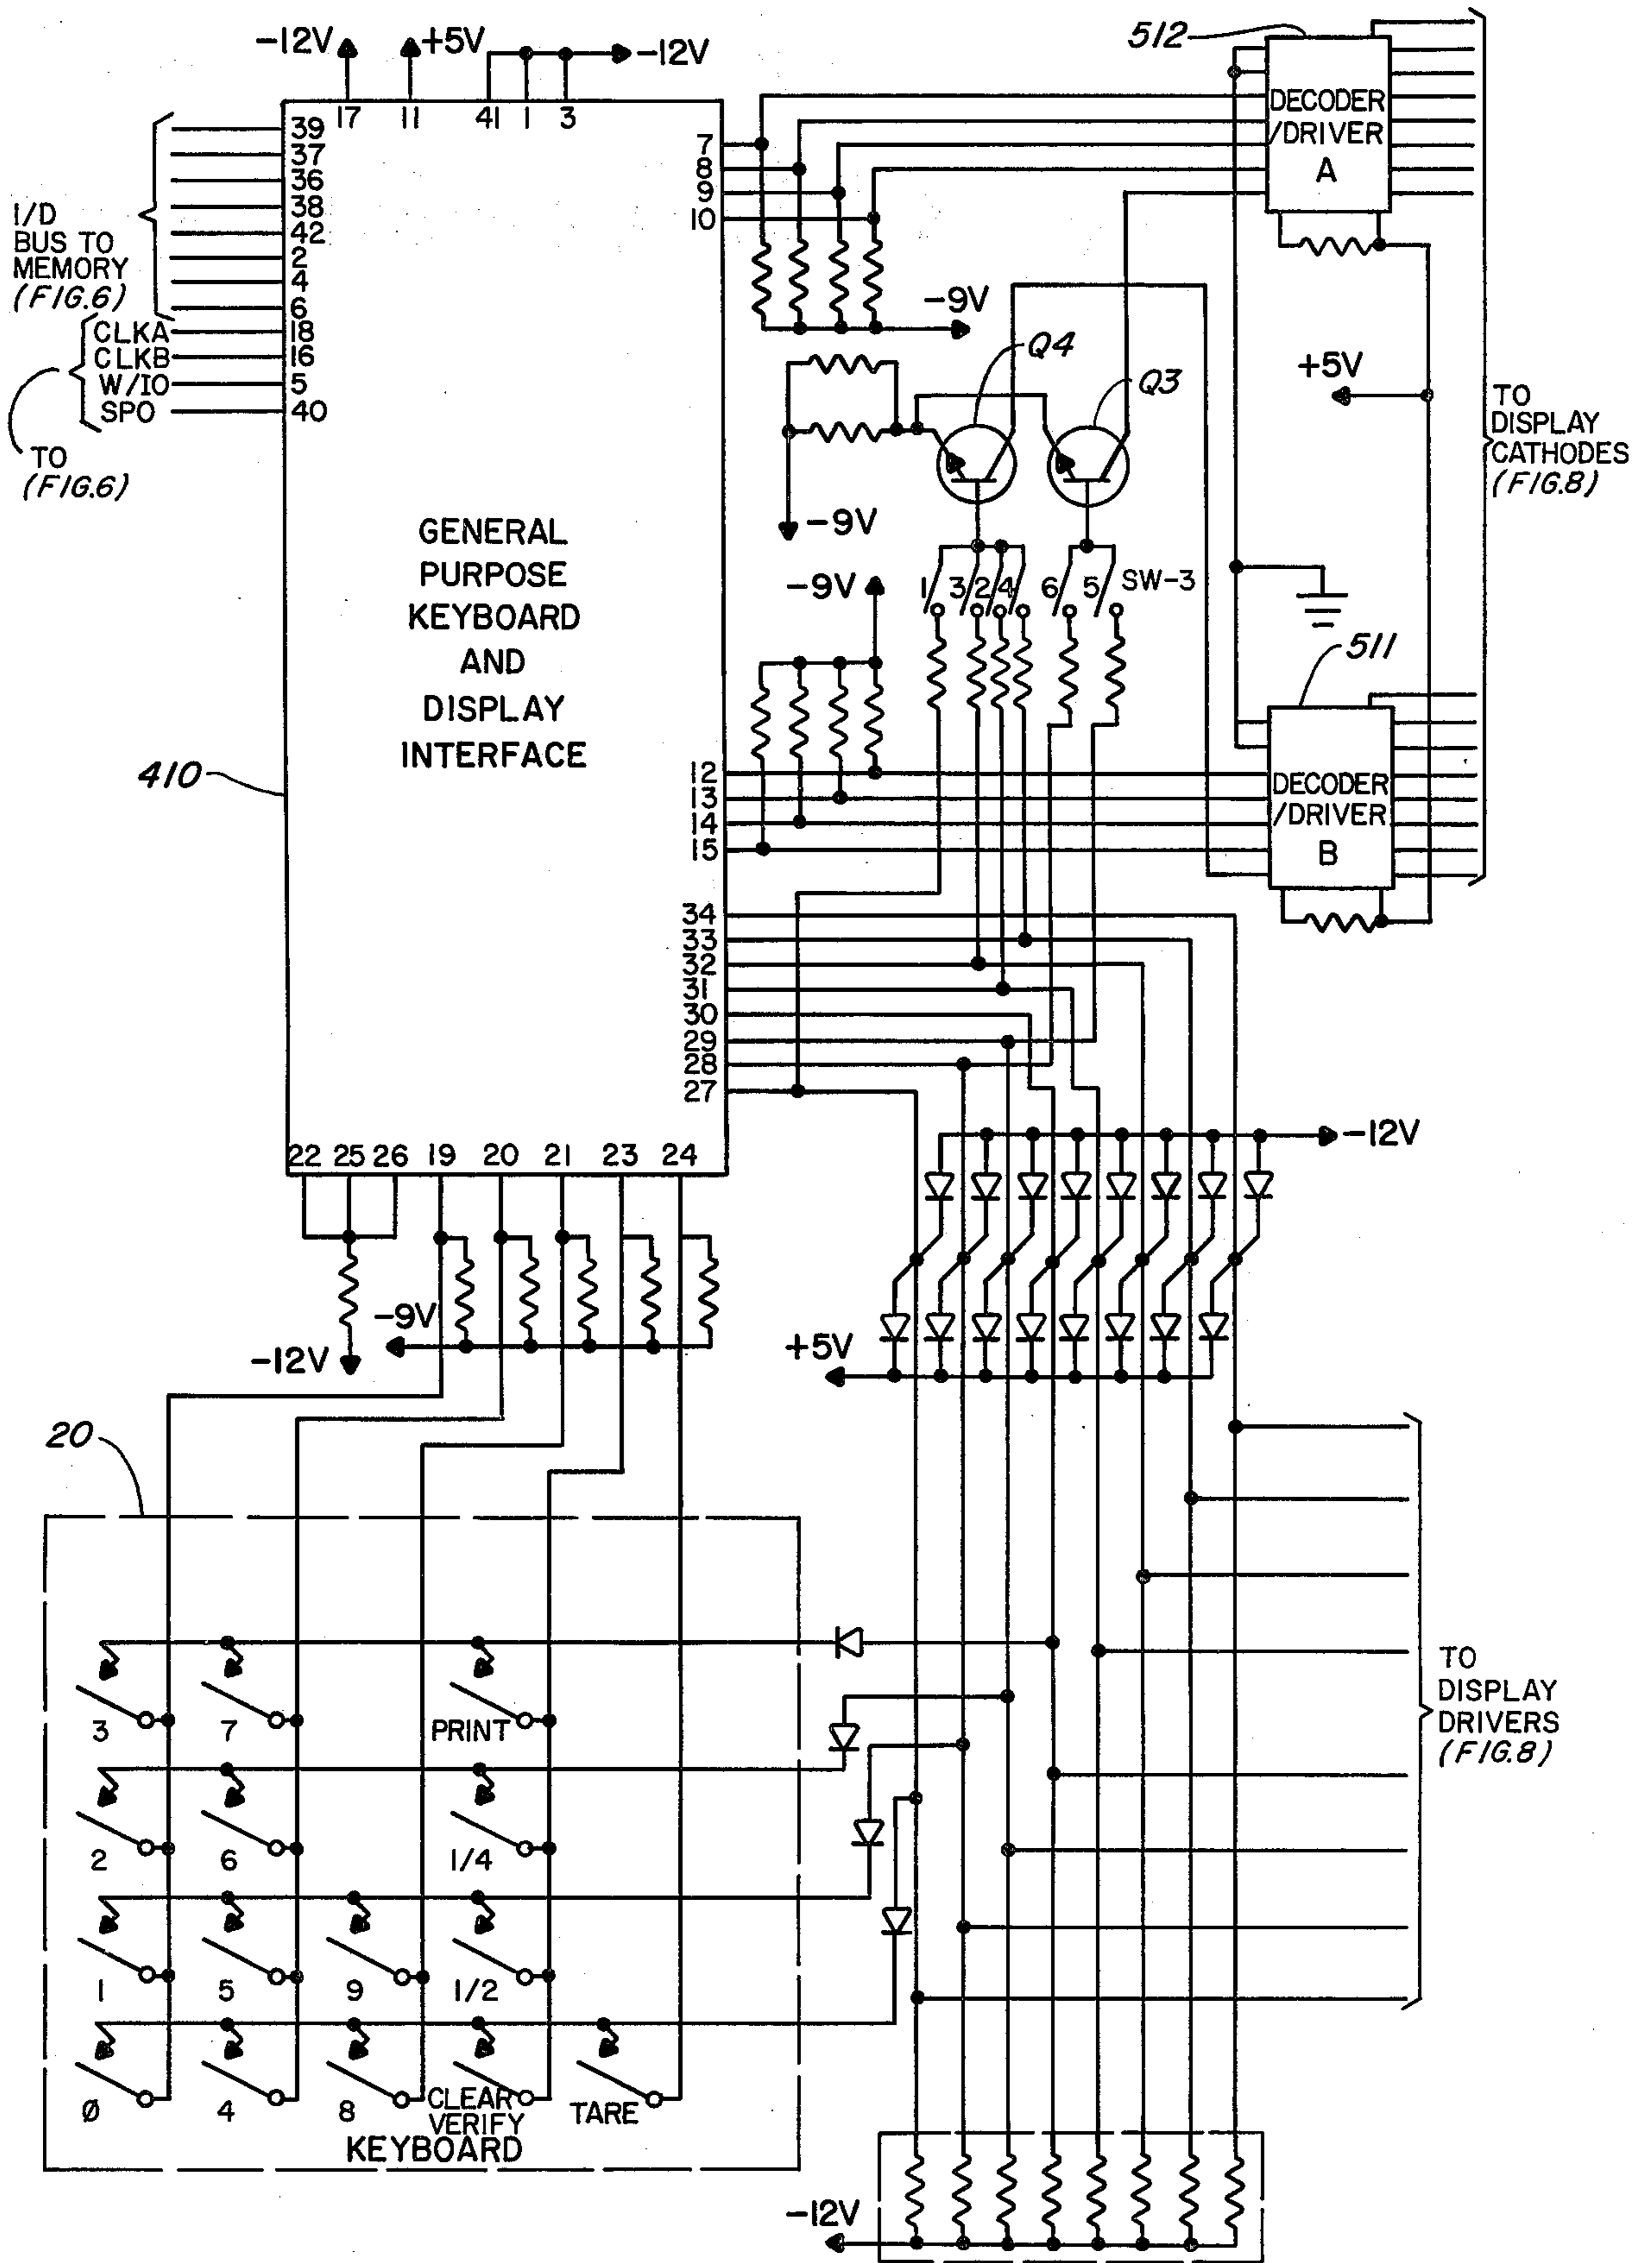 -12V
+5V
-12V
17
11
41
1
3
39
37
36
38
42
2
4
6
18
16
5
40
I/D
BUS TO
MEMORY
(FIG.6)
CLKA
CLKB
W/IO
SPO
TO
(FIG.6)
GENERAL
PURPOSE
KEYBOARD
AND
DISPLAY
INTERFACE
410
7
8
9
10
-9V
512
DECODER
/DRIVER
A
Q4
Q3
-9V
+5V
TO
DISPLAY
CATHODES
(FIG.8)
-9V
1
3
2
4
6
5
SW-3
511
DECODER
/DRIVER
B
12
13
14
15
34
33
32
31
30
29
28
27
22
25
26
19
20
21
23
24
-12V
-9V
-12V
+5V
20
3
7
PRINT
2
6
1/4
1
5
9
1/2
Ø
4
8
CLEAR
VERIFY
TARE
KEYBOARD
TO
DISPLAY
DRIVERS
(FIG.8)
-12V